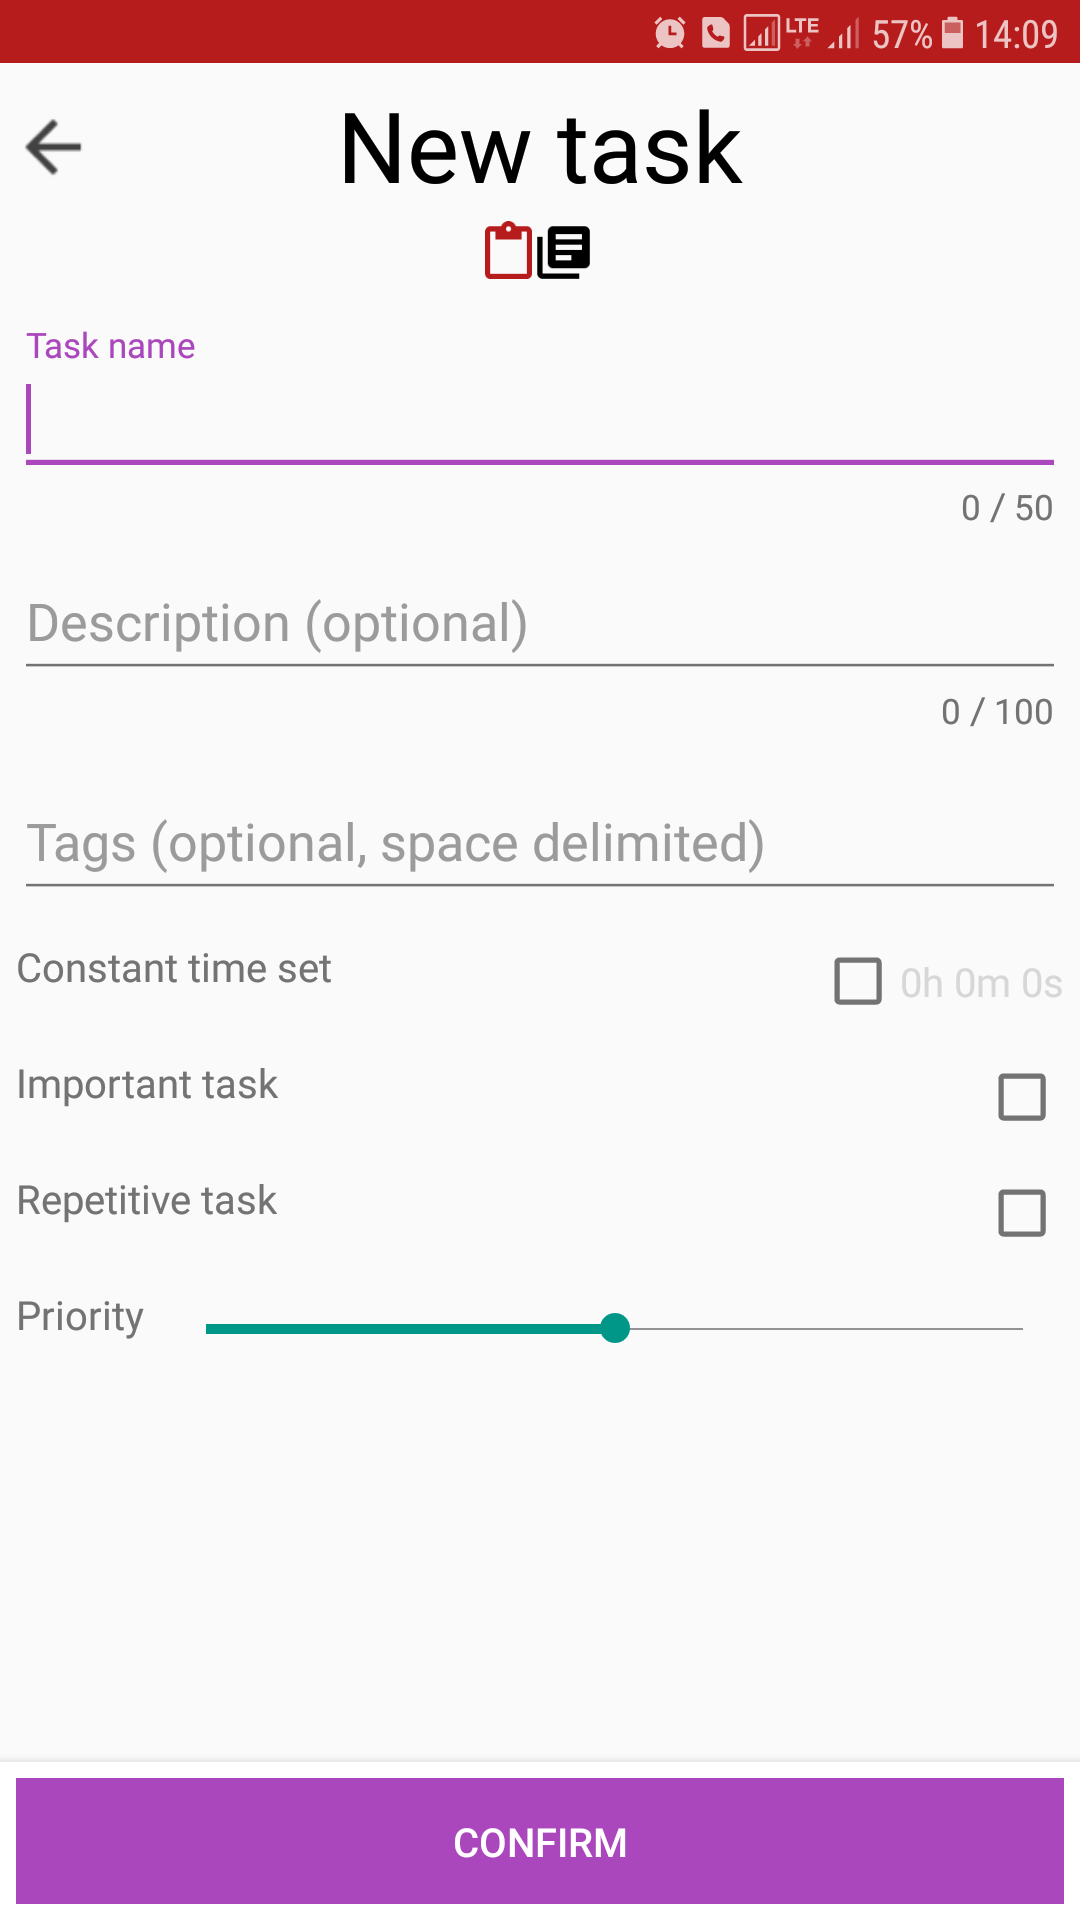 LTE 57% 14:09
New task
Task name
0 / 50
Description (optional)
0 / 100
Tags (optional, space delimited)
Constant time set 0h 0m 0s
Important task
Repetitive task
Priority
CONFIRM